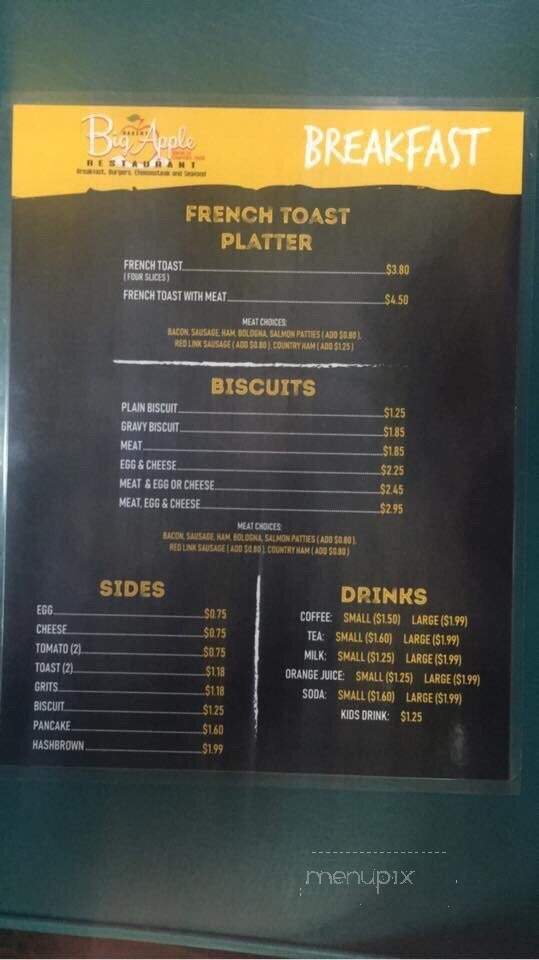 BAKERY
Big Apple
RESTAURANT
Breakfast, Burgers, Cheesesteak and Seafood
BREAKFAST
FRENCH TOAST
PLATTER
FRENCH TOAST $3.80
(FOUR SLICES)
FRENCH TOAST WITH MEAT $4.50
MEAT CHOICES:
BACON, SAUSAGE, HAM, BOLOGNA, SALMON PATTIES (ADD $0.80),
RED LINK SAUSAGE (ADD $0.80), COUNTRY HAM (ADD $1.25)
BISCUITS
PLAIN BISCUIT $1.25
GRAVY BISCUIT $1.85
MEAT $1.85
EGG & CHEESE $2.25
MEAT & EGG OR CHEESE $2.45
MEAT, EGG & CHEESE $2.95
MEAT CHOICES:
BACON, SAUSAGE, HAM, BOLOGNA, SALMON PATTIES (ADD $0.80),
RED LINK SAUSAGE (ADD $0.80), COUNTRY HAM (ADD $0.80)
SIDES
EGG $0.75
CHEESE $0.75
TOMATO (2) $0.75
TOAST (2) $1.18
GRITS $1.18
BISCUIT $1.25
PANCAKE $1.60
HASHBROWN $1.99
DRINKS
COFFEE: SMALL ($1.50) LARGE ($1.99)
TEA: SMALL ($1.60) LARGE ($1.99)
MILK: SMALL ($1.25) LARGE ($1.99)
ORANGE JUICE: SMALL ($1.25) LARGE ($1.99)
SODA: SMALL ($1.60) LARGE ($1.99)
KIDS DRINK: $1.25
menupix